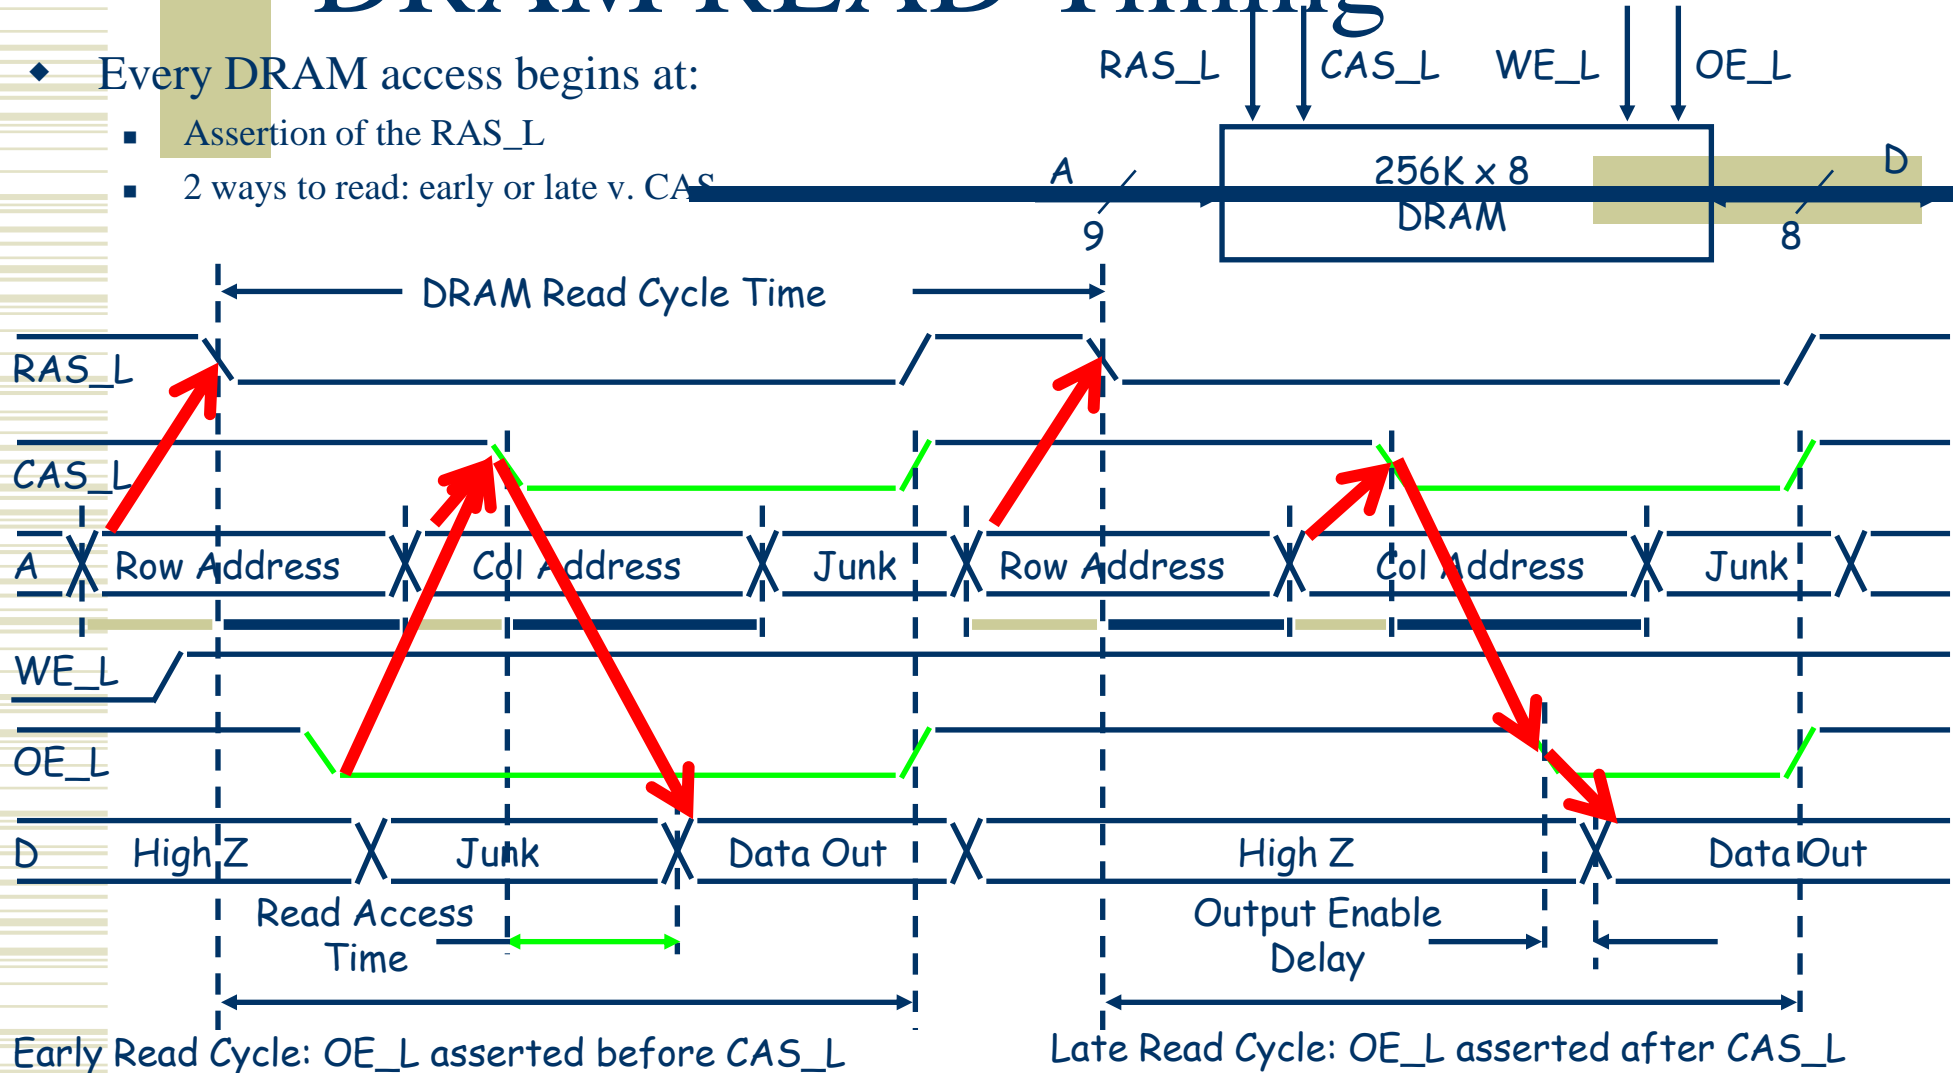 DRAM READ Timing
Every DRAM access begins at:
Assertion of the RAS_L
2 ways to read: early or late v. CAS
RAS_L CAS_L WE_L OE_L
A 256K x 8 D
DRAM
9 8
DRAM Read Cycle Time
RAS_L
CAS_L
A Row Address Col Address Junk Row Address Col Address Junk
WE_L
OE_L
D High Z Junk Data Out High Z Data Out
Read Access
Time
Output Enable
Delay
Early Read Cycle: OE_L asserted before CAS_L
Late Read Cycle: OE_L asserted after CAS_L